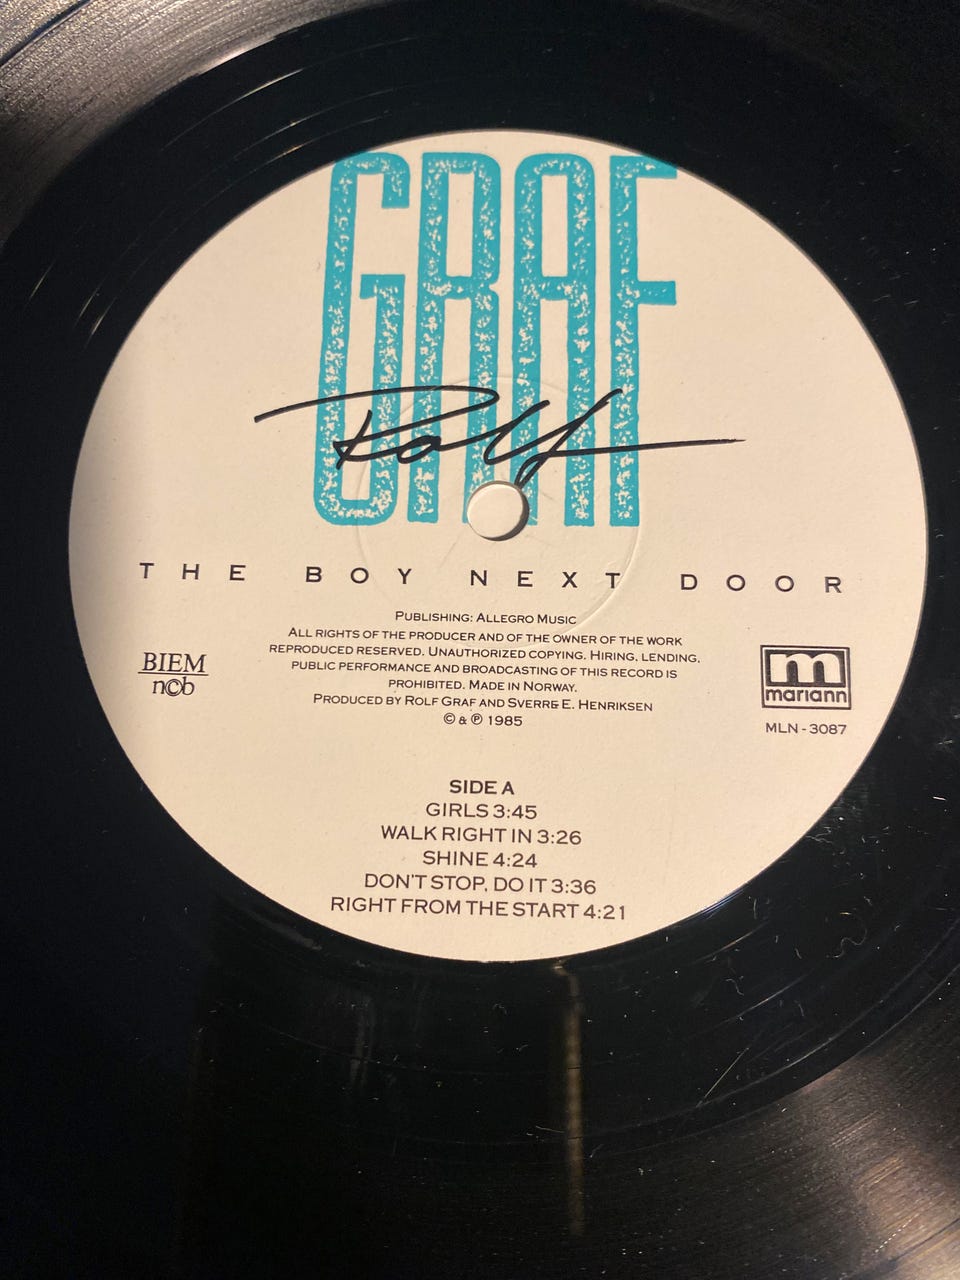 GRAF
Rolf
THE BOY NEXT DOOR
PUBLISHING: ALLEGRO MUSIC
ALL RIGHTS OF THE PRODUCER AND OF THE OWNER OF THE WORK
REPRODUCED RESERVED. UNAUTHORIZED COPYING. HIRING, LENDING,
PUBLIC PERFORMANCE AND BROADCASTING OF THIS RECORD IS
PROHIBITED. MADE IN NORWAY.
PRODUCED BY ROLF GRAF AND SVERRE E. HENRIKSEN
© & ℗ 1985
BIEM
n©b
m
mariann
MLN - 3087
SIDE A
GIRLS 3:45
WALK RIGHT IN 3:26
SHINE 4:24
DON'T STOP, DO IT 3:36
RIGHT FROM THE START 4:21